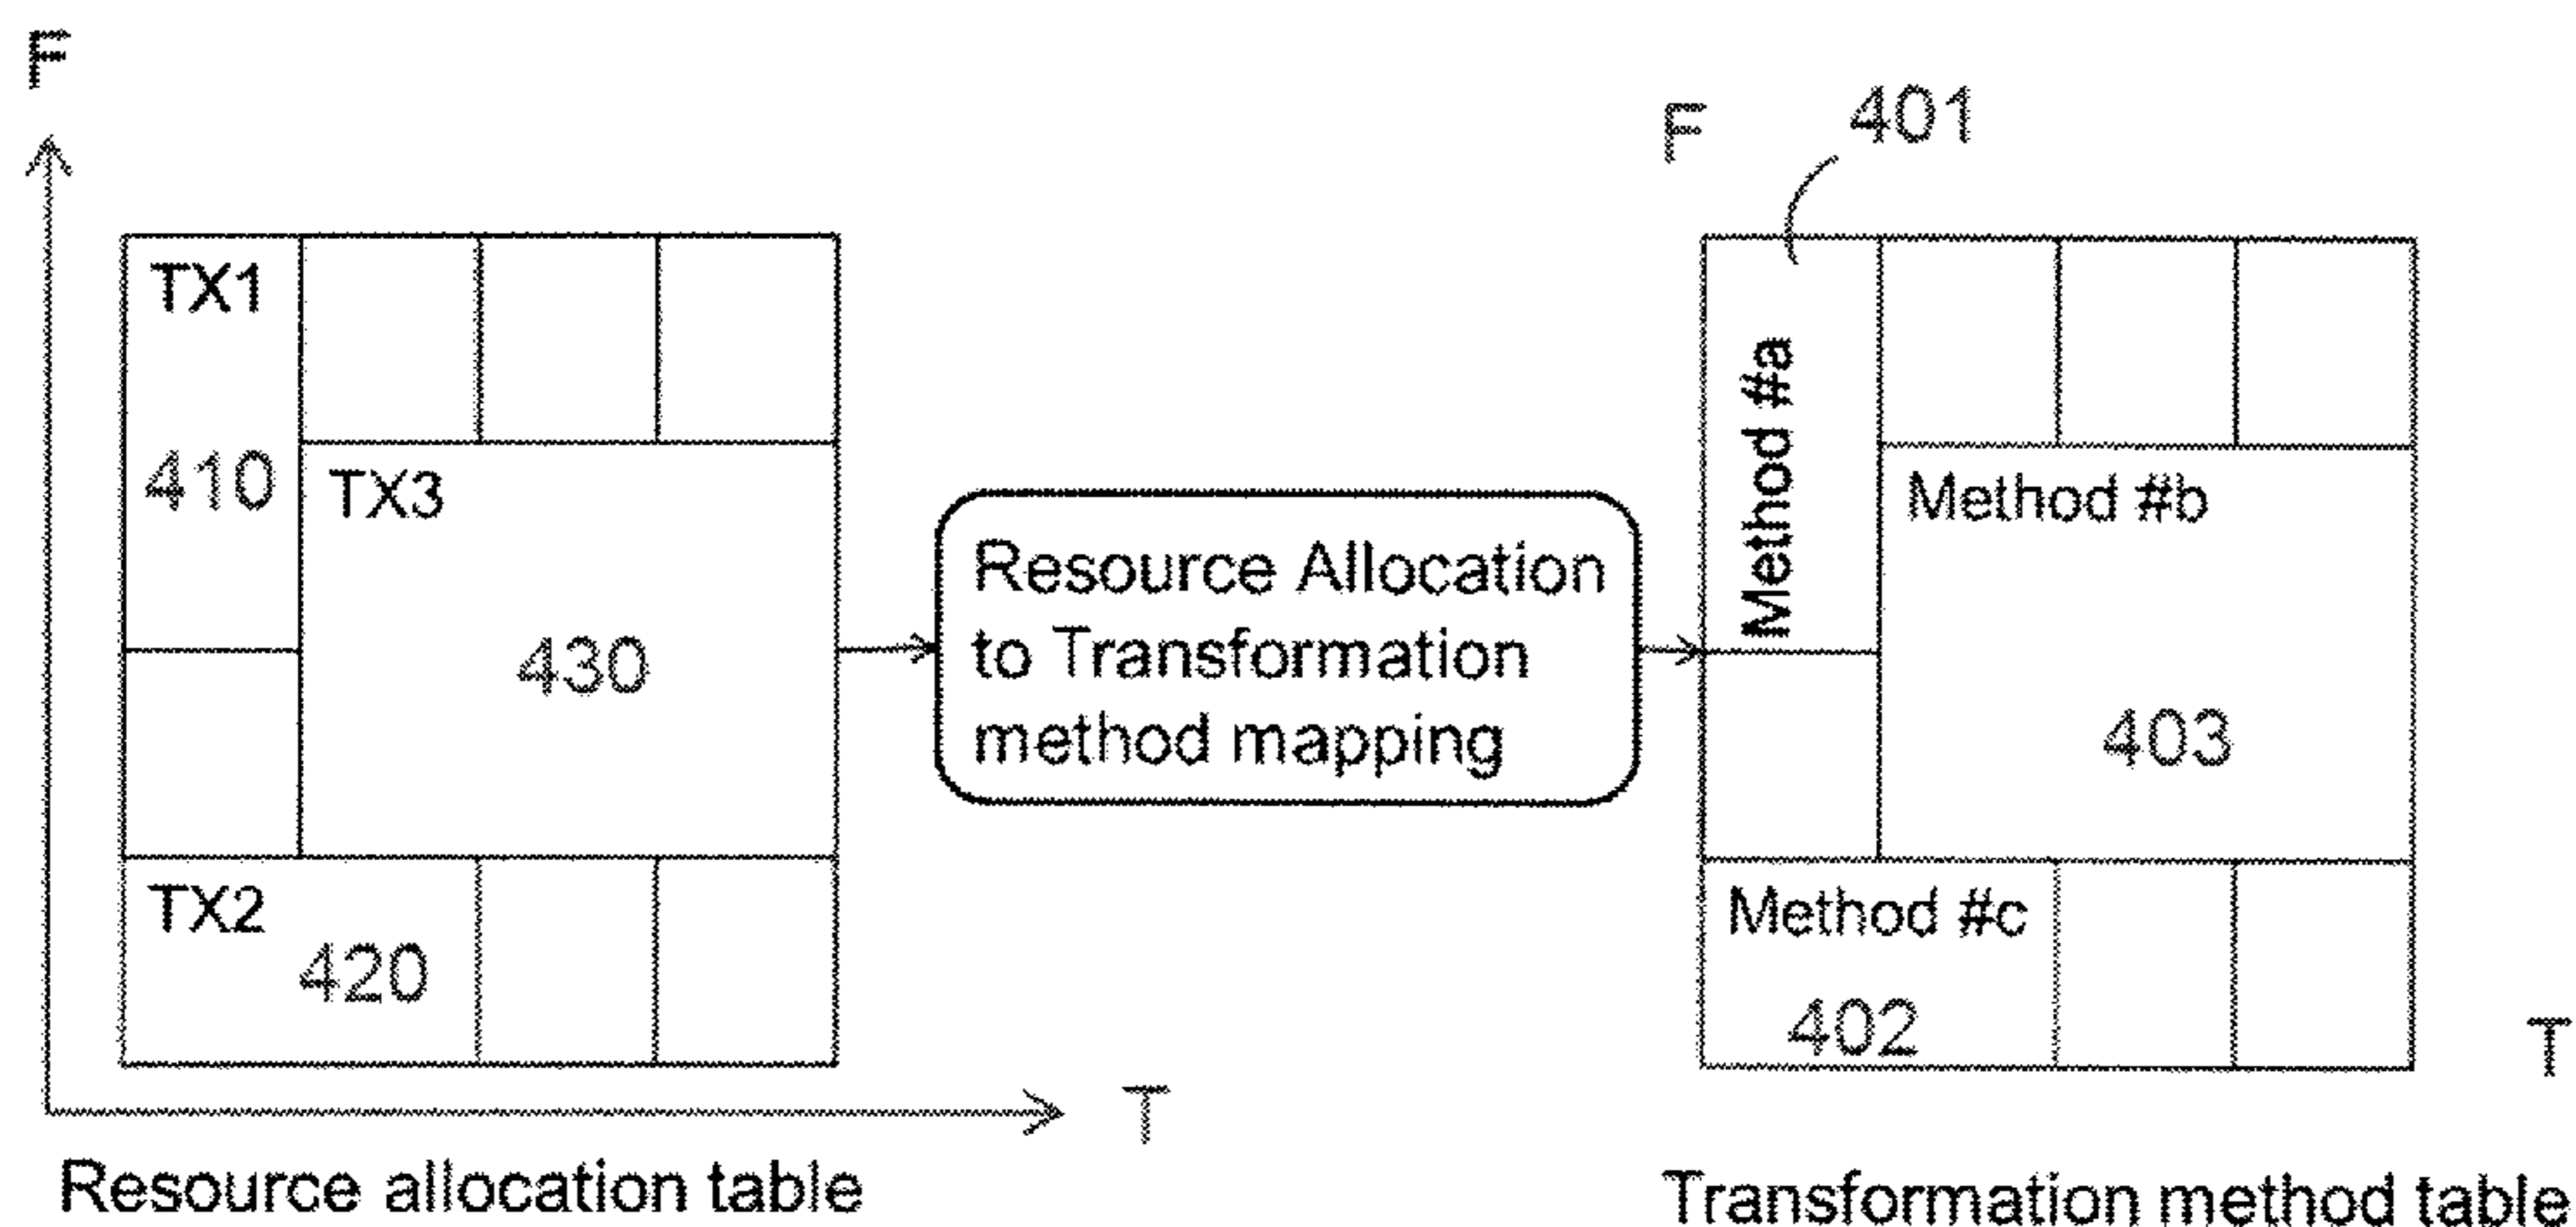 F
TX1
410
TX3
430
TX2
420
T
Resource allocation table
Resource Allocation
to Transformation
method mapping
F
401
Method #a
Method #b
403
Method #c
402
T
Transformation method table